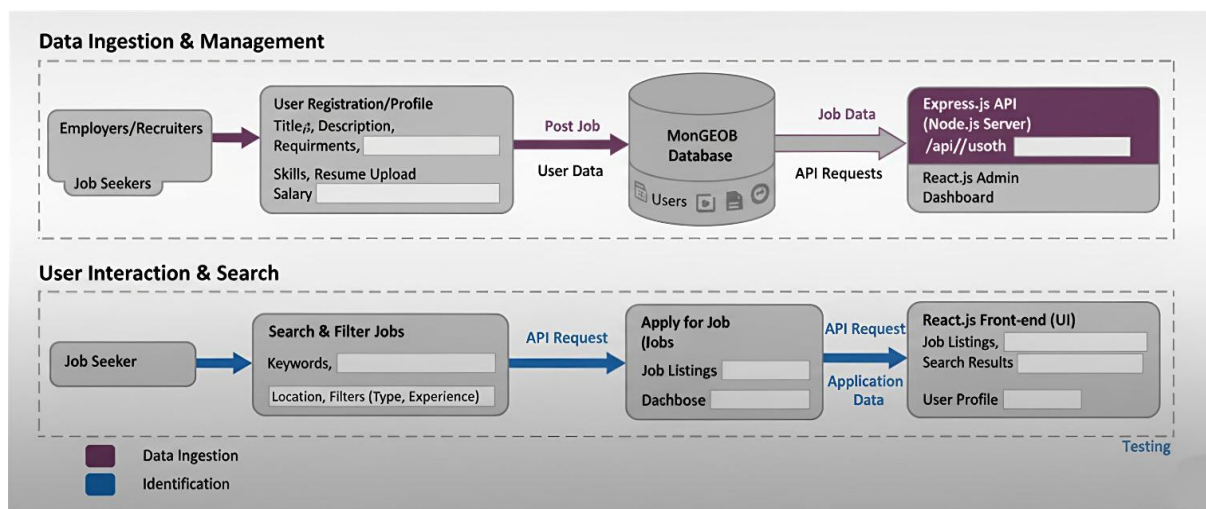 Data Ingestion & Management
Employers/Recruiters
Job Seekers
User Registration/Profile
Title, Description,
Requirments,
Skills, Resume Upload
Salary
Post Job
User Data
MonGEOB
Database
Users
Job Data
API Requests
Express.js API
(Node.js Server)
/api//usoth
React.js Admin
Dashboard
User Interaction & Search
Job Seeker
Search & Filter Jobs
Keywords,
Location, Filters (Type, Experience)
API Request
Apply for Job
(Jobs
Job Listings
Dachbose
API Request
Application
Data
React.js Front-end (UI)
Job Listings,
Search Results
User Profile
Testing
Data Ingestion
Identification